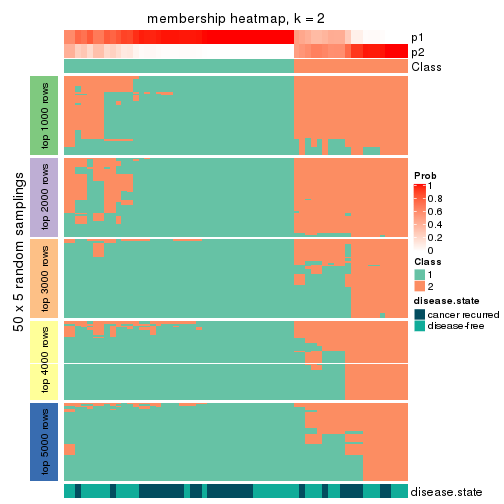 membership heatmap, k = 2
p1
p2
Class
50 x 5 random samplings
top 1000 rows
top 2000 rows
top 3000 rows
top 4000 rows
top 5000 rows
Prob
1
0.8
0.6
0.4
0.2
0
Class
1
2
disease.state
cancer recurred
disease-free
disease.state